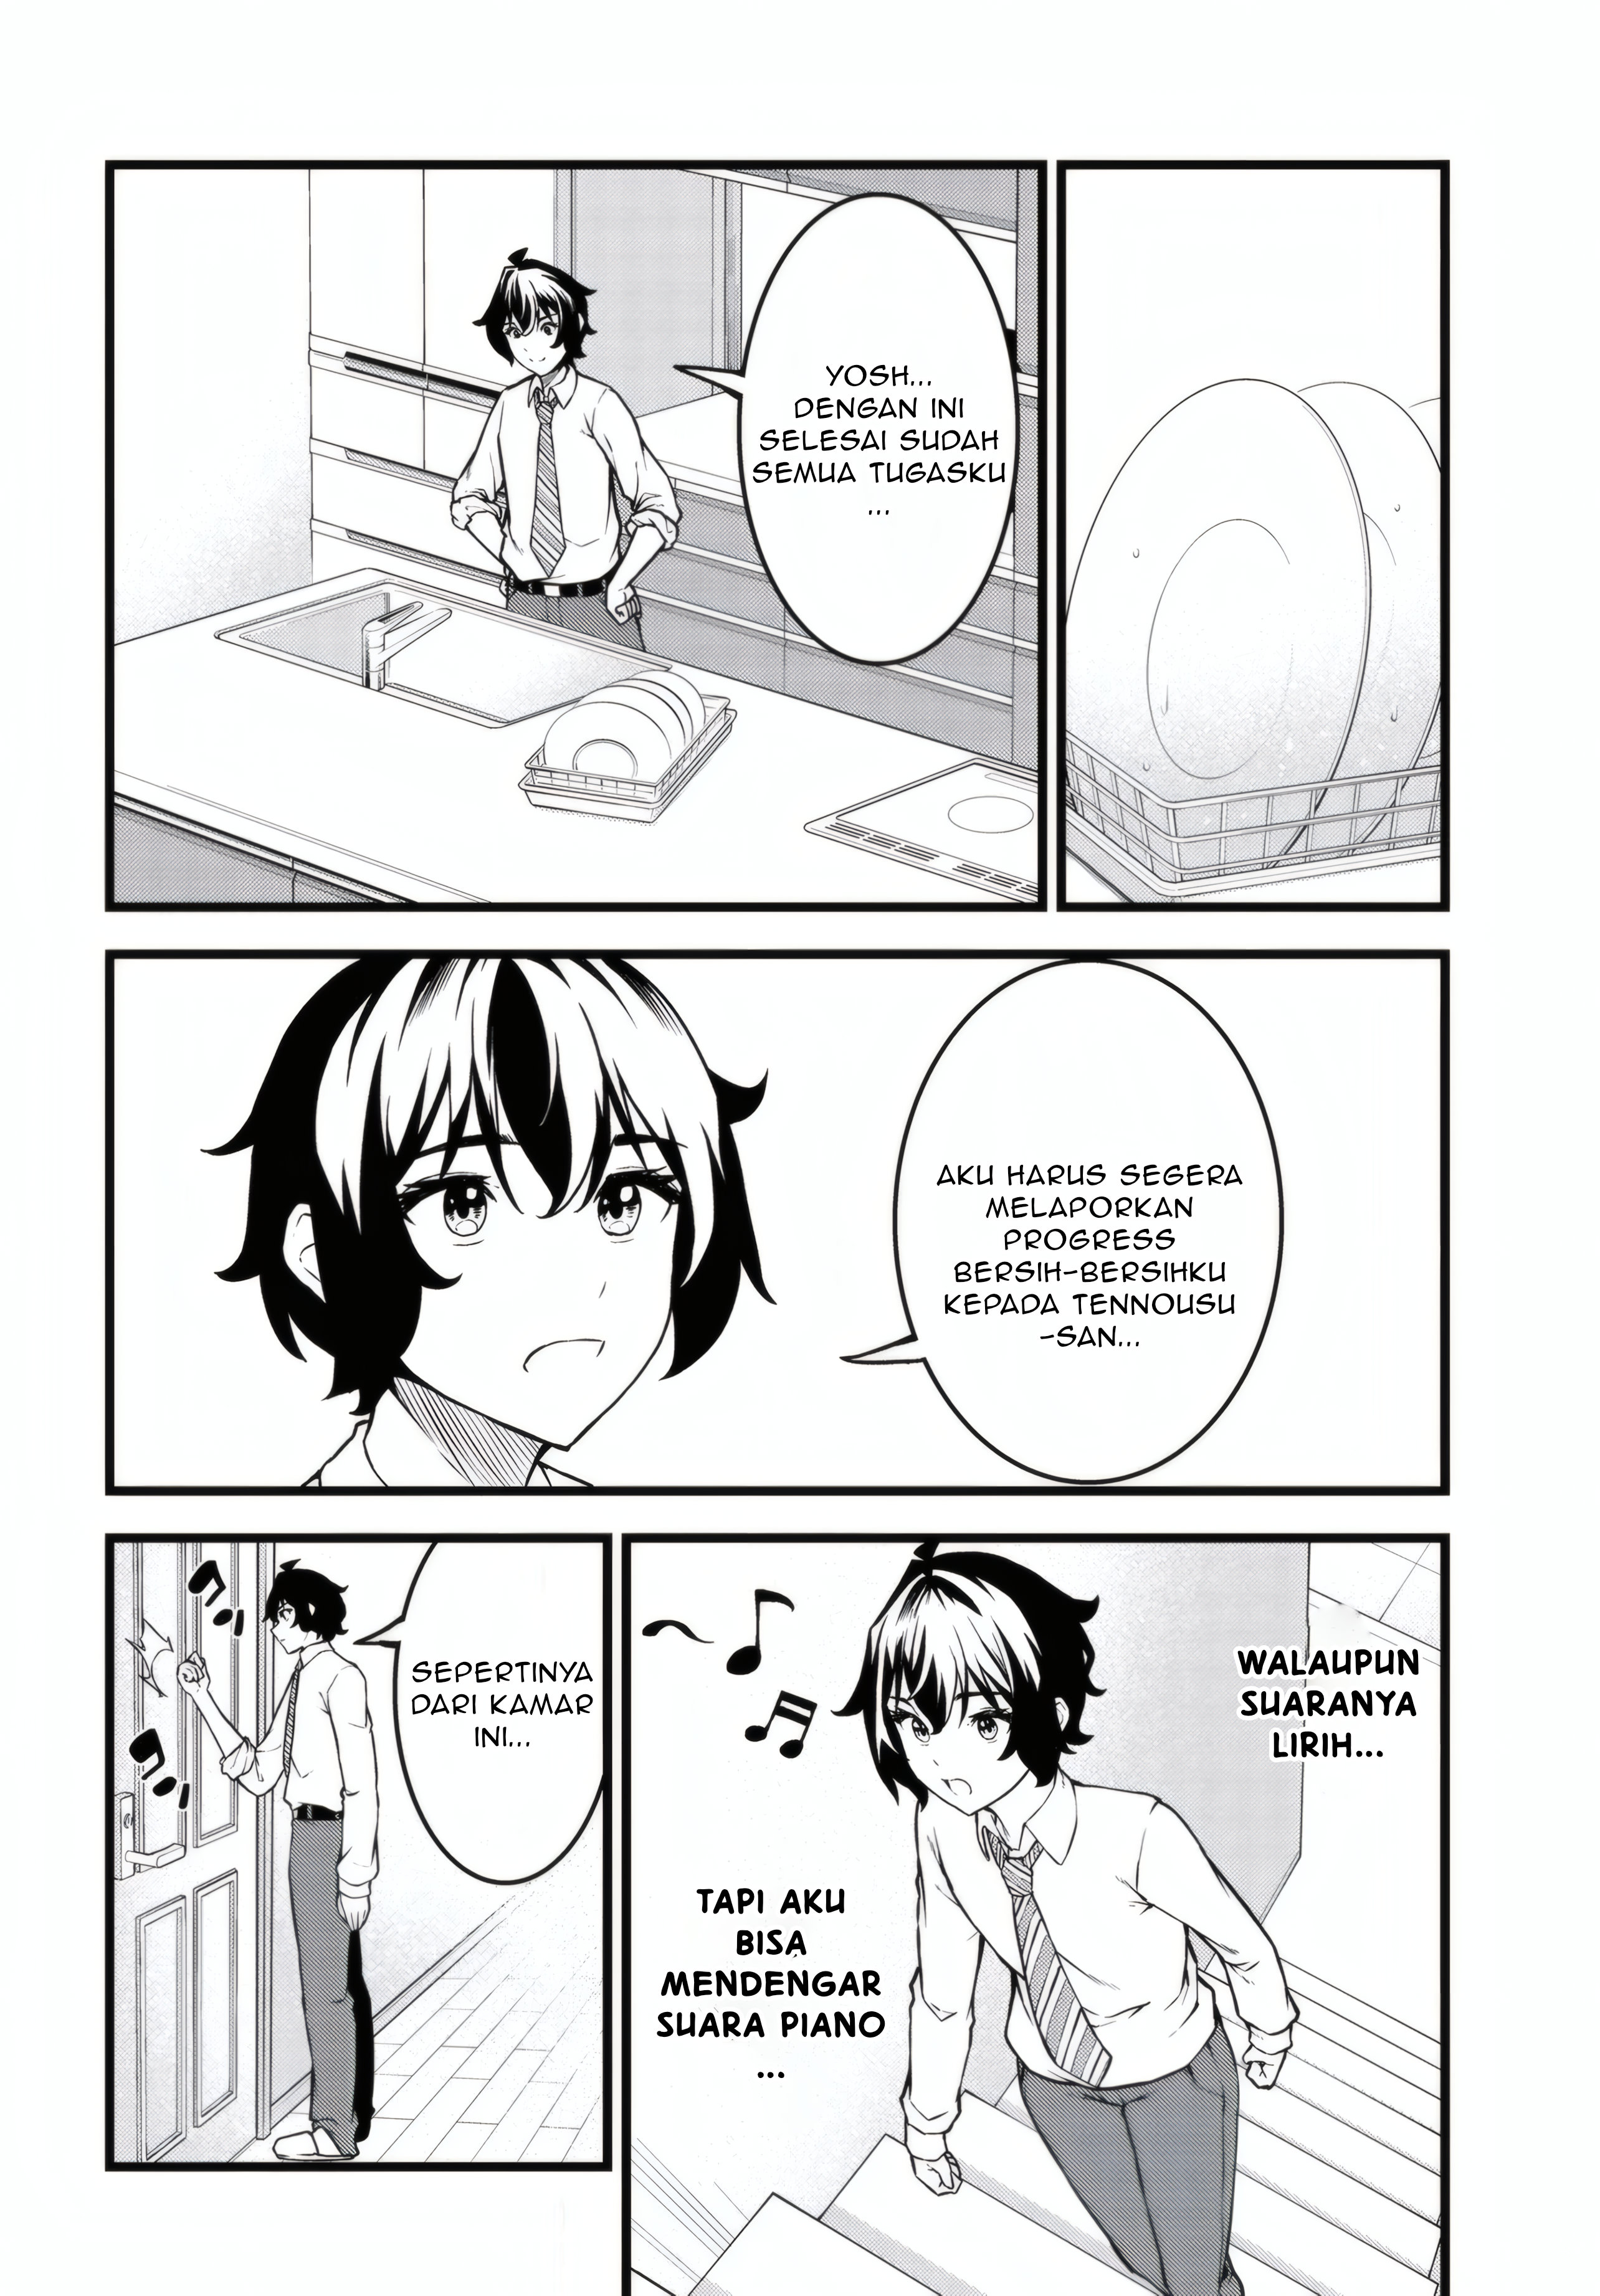 YOSH...
DENGAN INI
SELESAI SUDAH
SEMUA TUGASKU
...
AKU HARUS SEGERA
MELAPORKAN
PROGRESS
BERSIH-BERSIHKU
KEPADA TENNOUSU
-SAN...
WALAUPUN
SUARANYA
LIRIH...
TAPI AKU
BISA
MENDENGAR
SUARA PIANO
...
SEPERTINYA
DARI KAMAR
INI...